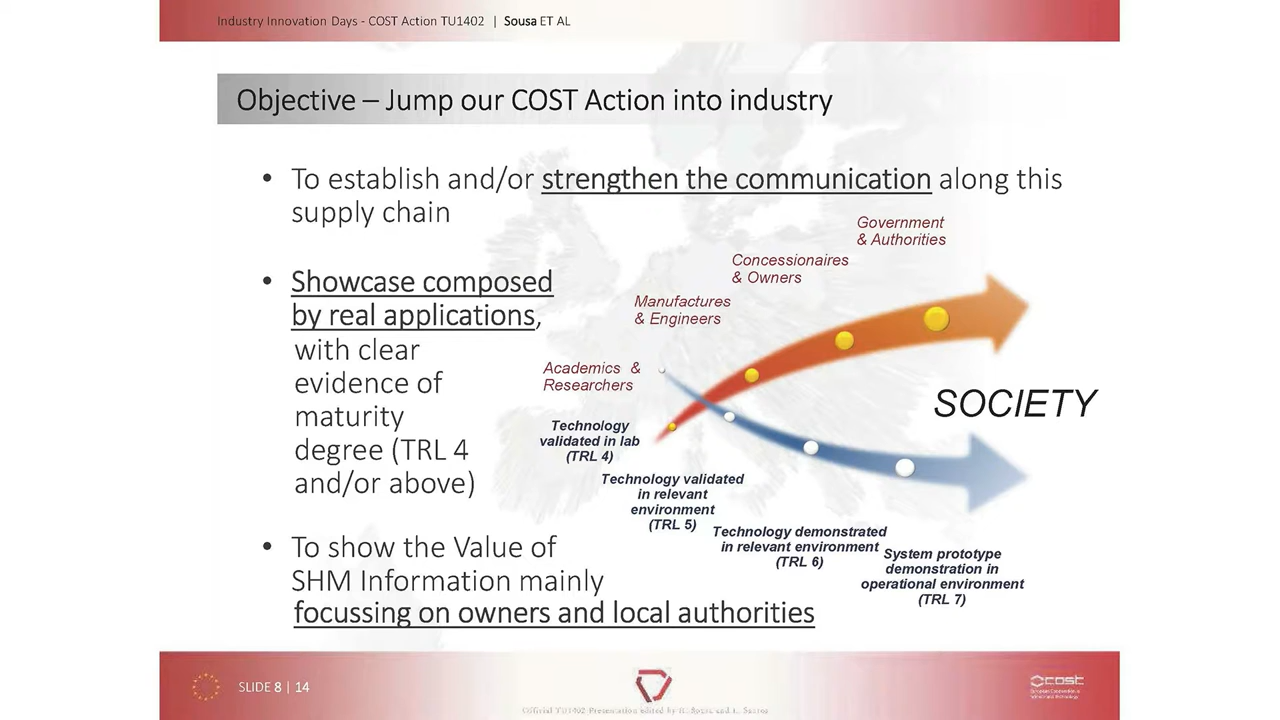 Industry Innovation Days - COST Action TU1402 | Sousa ET AL
Objective – Jump our COST Action into industry
• To establish and/or strengthen the communication along this
supply chain
• Showcase composed
by real applications,
with clear
evidence of
maturity
degree (TRL 4
and/or above)
• To show the Value of
SHM Information mainly
focussing on owners and local authorities
Government
& Authorities
Concessionaires
& Owners
Manufactures
& Engineers
Academics &
Researchers
SOCIETY
Technology
validated in lab
(TRL 4)
Technology validated
in relevant
environment
(TRL 5)
Technology demonstrated
in relevant environment
(TRL 6)
System prototype
demonstration in
operational environment
(TRL 7)
SLIDE 8 | 14
cost
Official TU1402 Presentation edited by